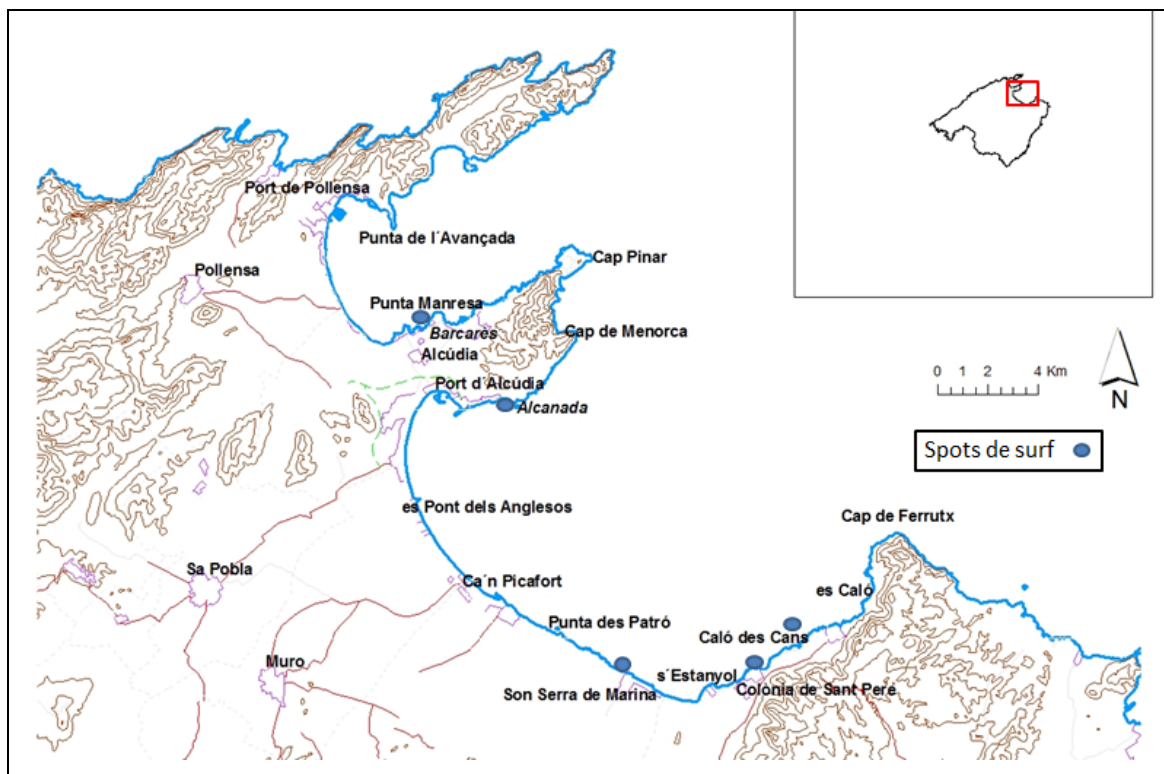 Port de Pollensa
Punta de l´Avançada
Cap Pinar
Pollensa
Punta Manresa
Barcarès
Cap de Menorca
Alcúdia
Port d´Alcúdia
0 1 2 4 Km
N
Alcanada
Spots de surf
es Pont dels Anglesos
Cap de Ferrutx
Sa Pobla
Ca´n Picafort
es Caló
Punta des Patró
Caló des Cans
Muro
s´Estanyol
Son Serra de Marina
Colònia de Sant Pere